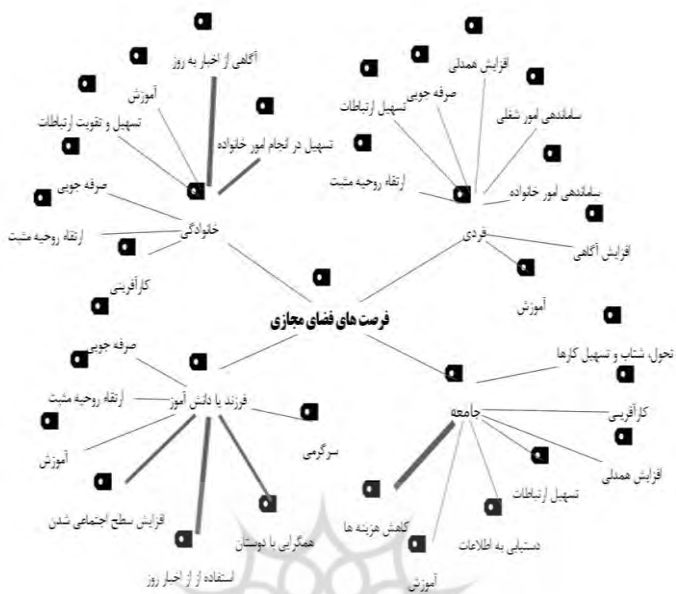 آگاهی از اخبار به روز
آموزش
تسهیل و تقویت ارتباطات
تسهیل در انجام امور خانواده
صرفه جویی
ارتقاء روحیه مثبت
خانوادگی
کارآفرینی
افزایش همدلی
صرفه جویی
تسهیل ارتباطات
ساماندهی امور شغلی
ارتقاء روحیه مثبت
ساماندهی امور خانواده
فردی
افزایش آگاهی
آموزش
فرصت های فضای مجازی
صرفه جویی
ارتقاء روحیه مثبت
فرزند یا دانش آموز
سرگرمی
آموزش
افزایش سطح اجتماعی شدن
همگرایی با دوستان
استفاده از از اخبار روز
تحول، شتاب و تسهیل کارها
جامعه
کارآفرینی
افزایش همدلی
تسهیل ارتباطات
کاهش هزینه ها
دستیابی به اطلاعات
آموزش